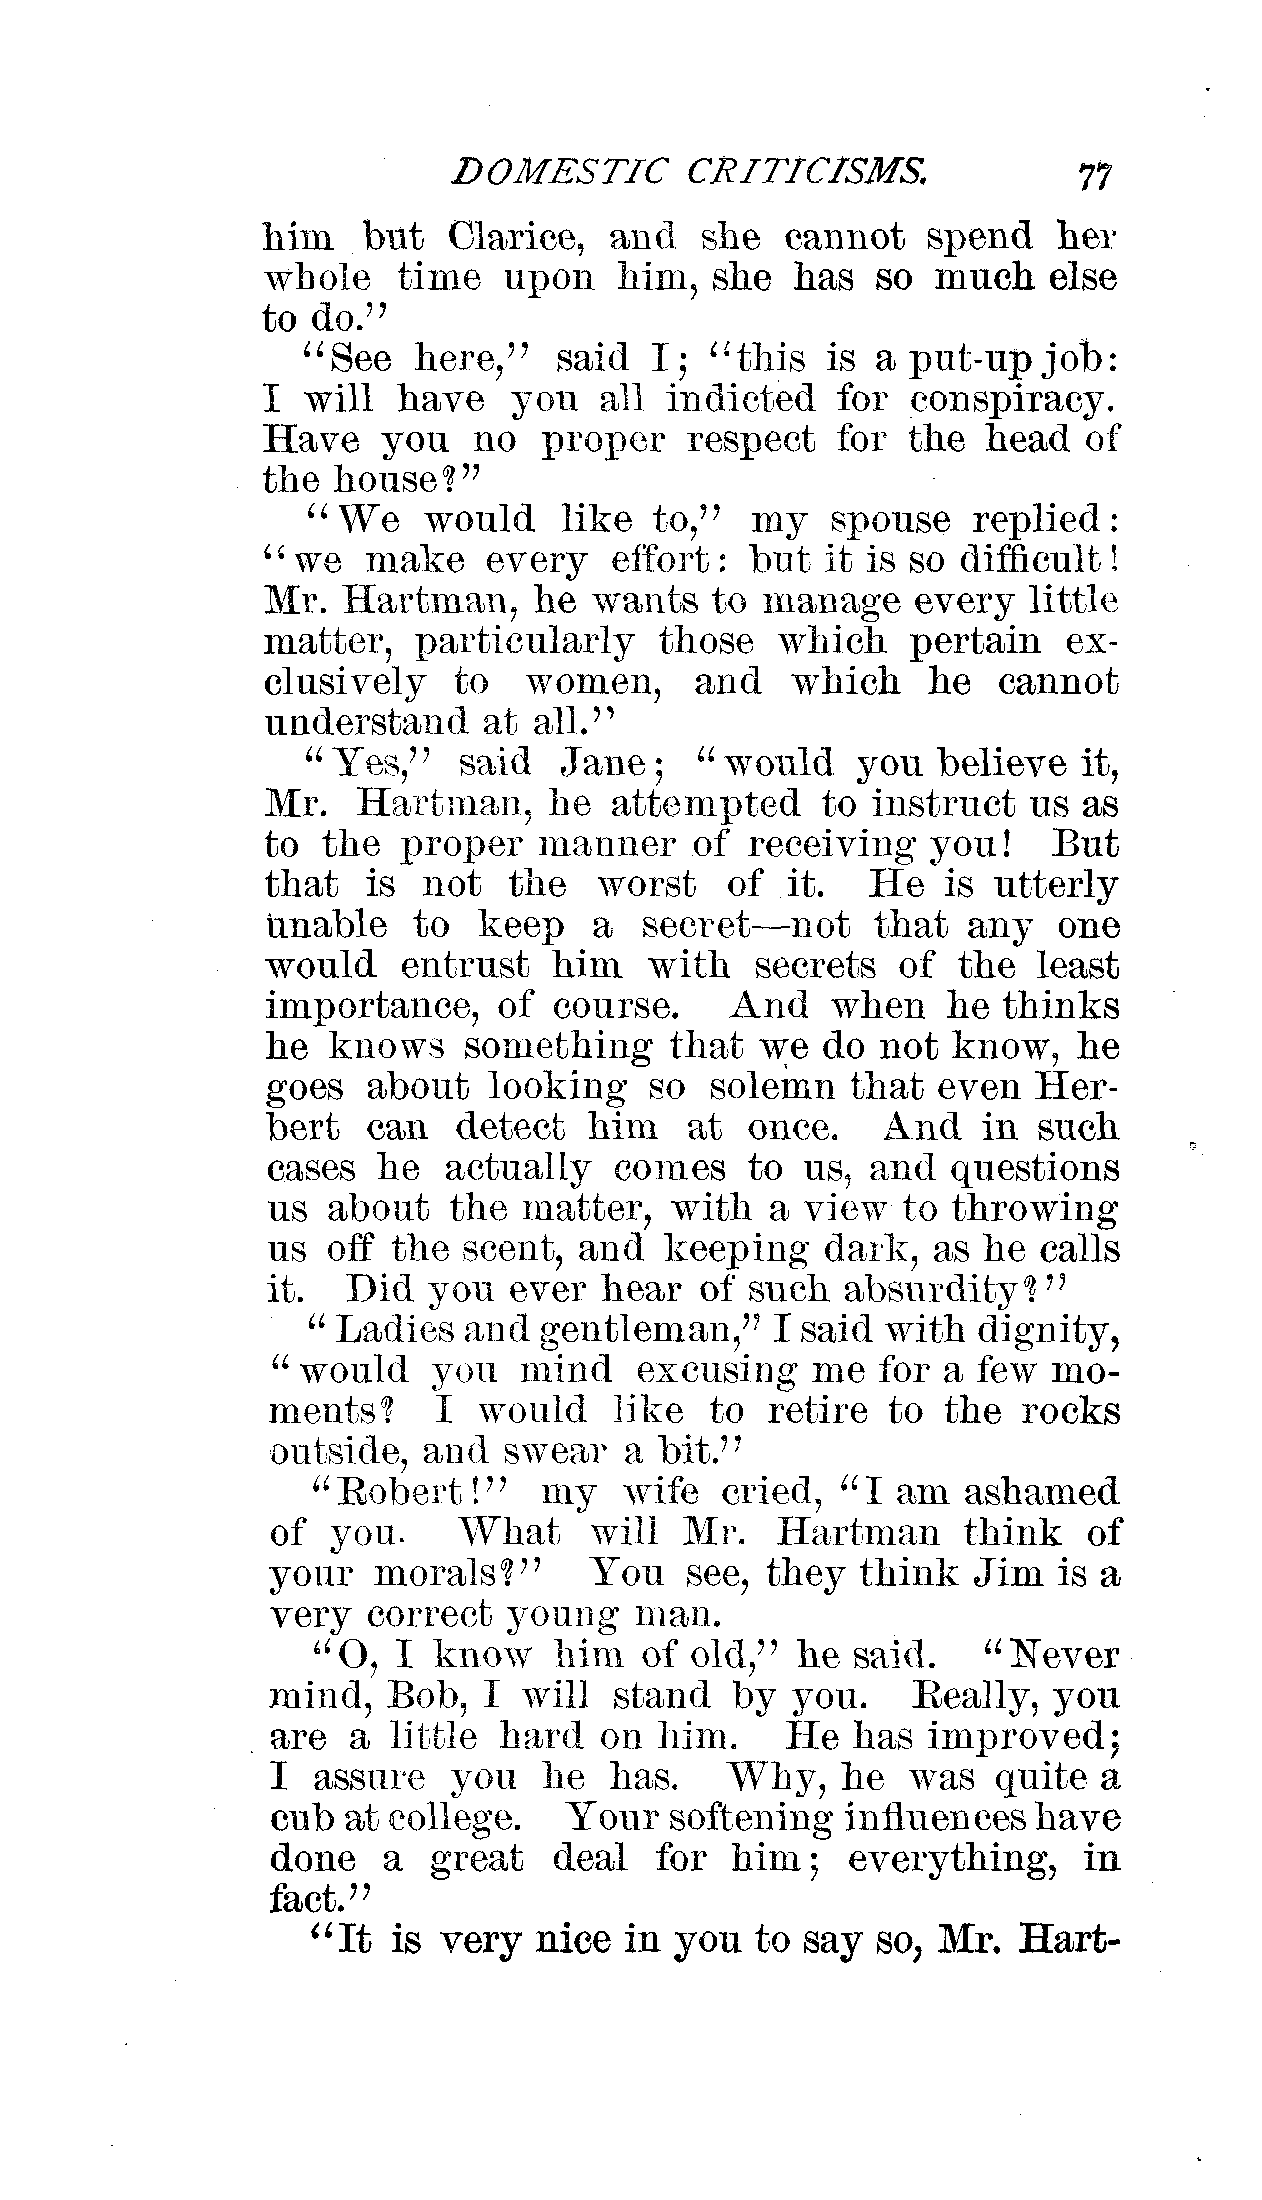 DOMESTIC CRITICISMS. 77
him but Clarice, and she cannot spend her
whole time upon him, she has so much else
to do."
"See here," said I; "this is a put-up job:
I will have you all indicted for conspiracy.
Have you no proper respect for the head of
the house?"
"We would like to," my spouse replied:
"we make every effort: but it is so difficult!
Mr. Hartman, he wants to manage every little
matter, particularly those which pertain ex-
clusively to women, and which he cannot
understand at all."
"Yes," said Jane; "would you believe it,
Mr. Hartman, he attempted to instruct us as
to the proper manner of receiving you! But
that is not the worst of it. He is utterly
unable to keep a secret—not that any one
would entrust him with secrets of the least
importance, of course. And when he thinks
he knows something that we do not know, he
goes about looking so solemn that even Her-
bert can detect him at once. And in such
cases he actually comes to us, and questions
us about the matter, with a view to throwing
us off the scent, and keeping dark, as he calls
it. Did you ever hear of such absurdity?"
"Ladies and gentleman," I said with dignity,
"would you mind excusing me for a few mo-
ments? I would like to retire to the rocks
outside, and swear a bit."
"Robert!" my wife cried, "I am ashamed
of you. What will Mr. Hartman think of
your morals?" You see, they think Jim is a
very correct young man.
"O, I know him of old," he said. "Never
mind, Bob, I will stand by you. Really, you
are a little hard on him. He has improved;
I assure you he has. Why, he was quite a
cub at college. Your softening influences have
done a great deal for him; everything, in
fact."
"It is very nice in you to say so, Mr. Hart-